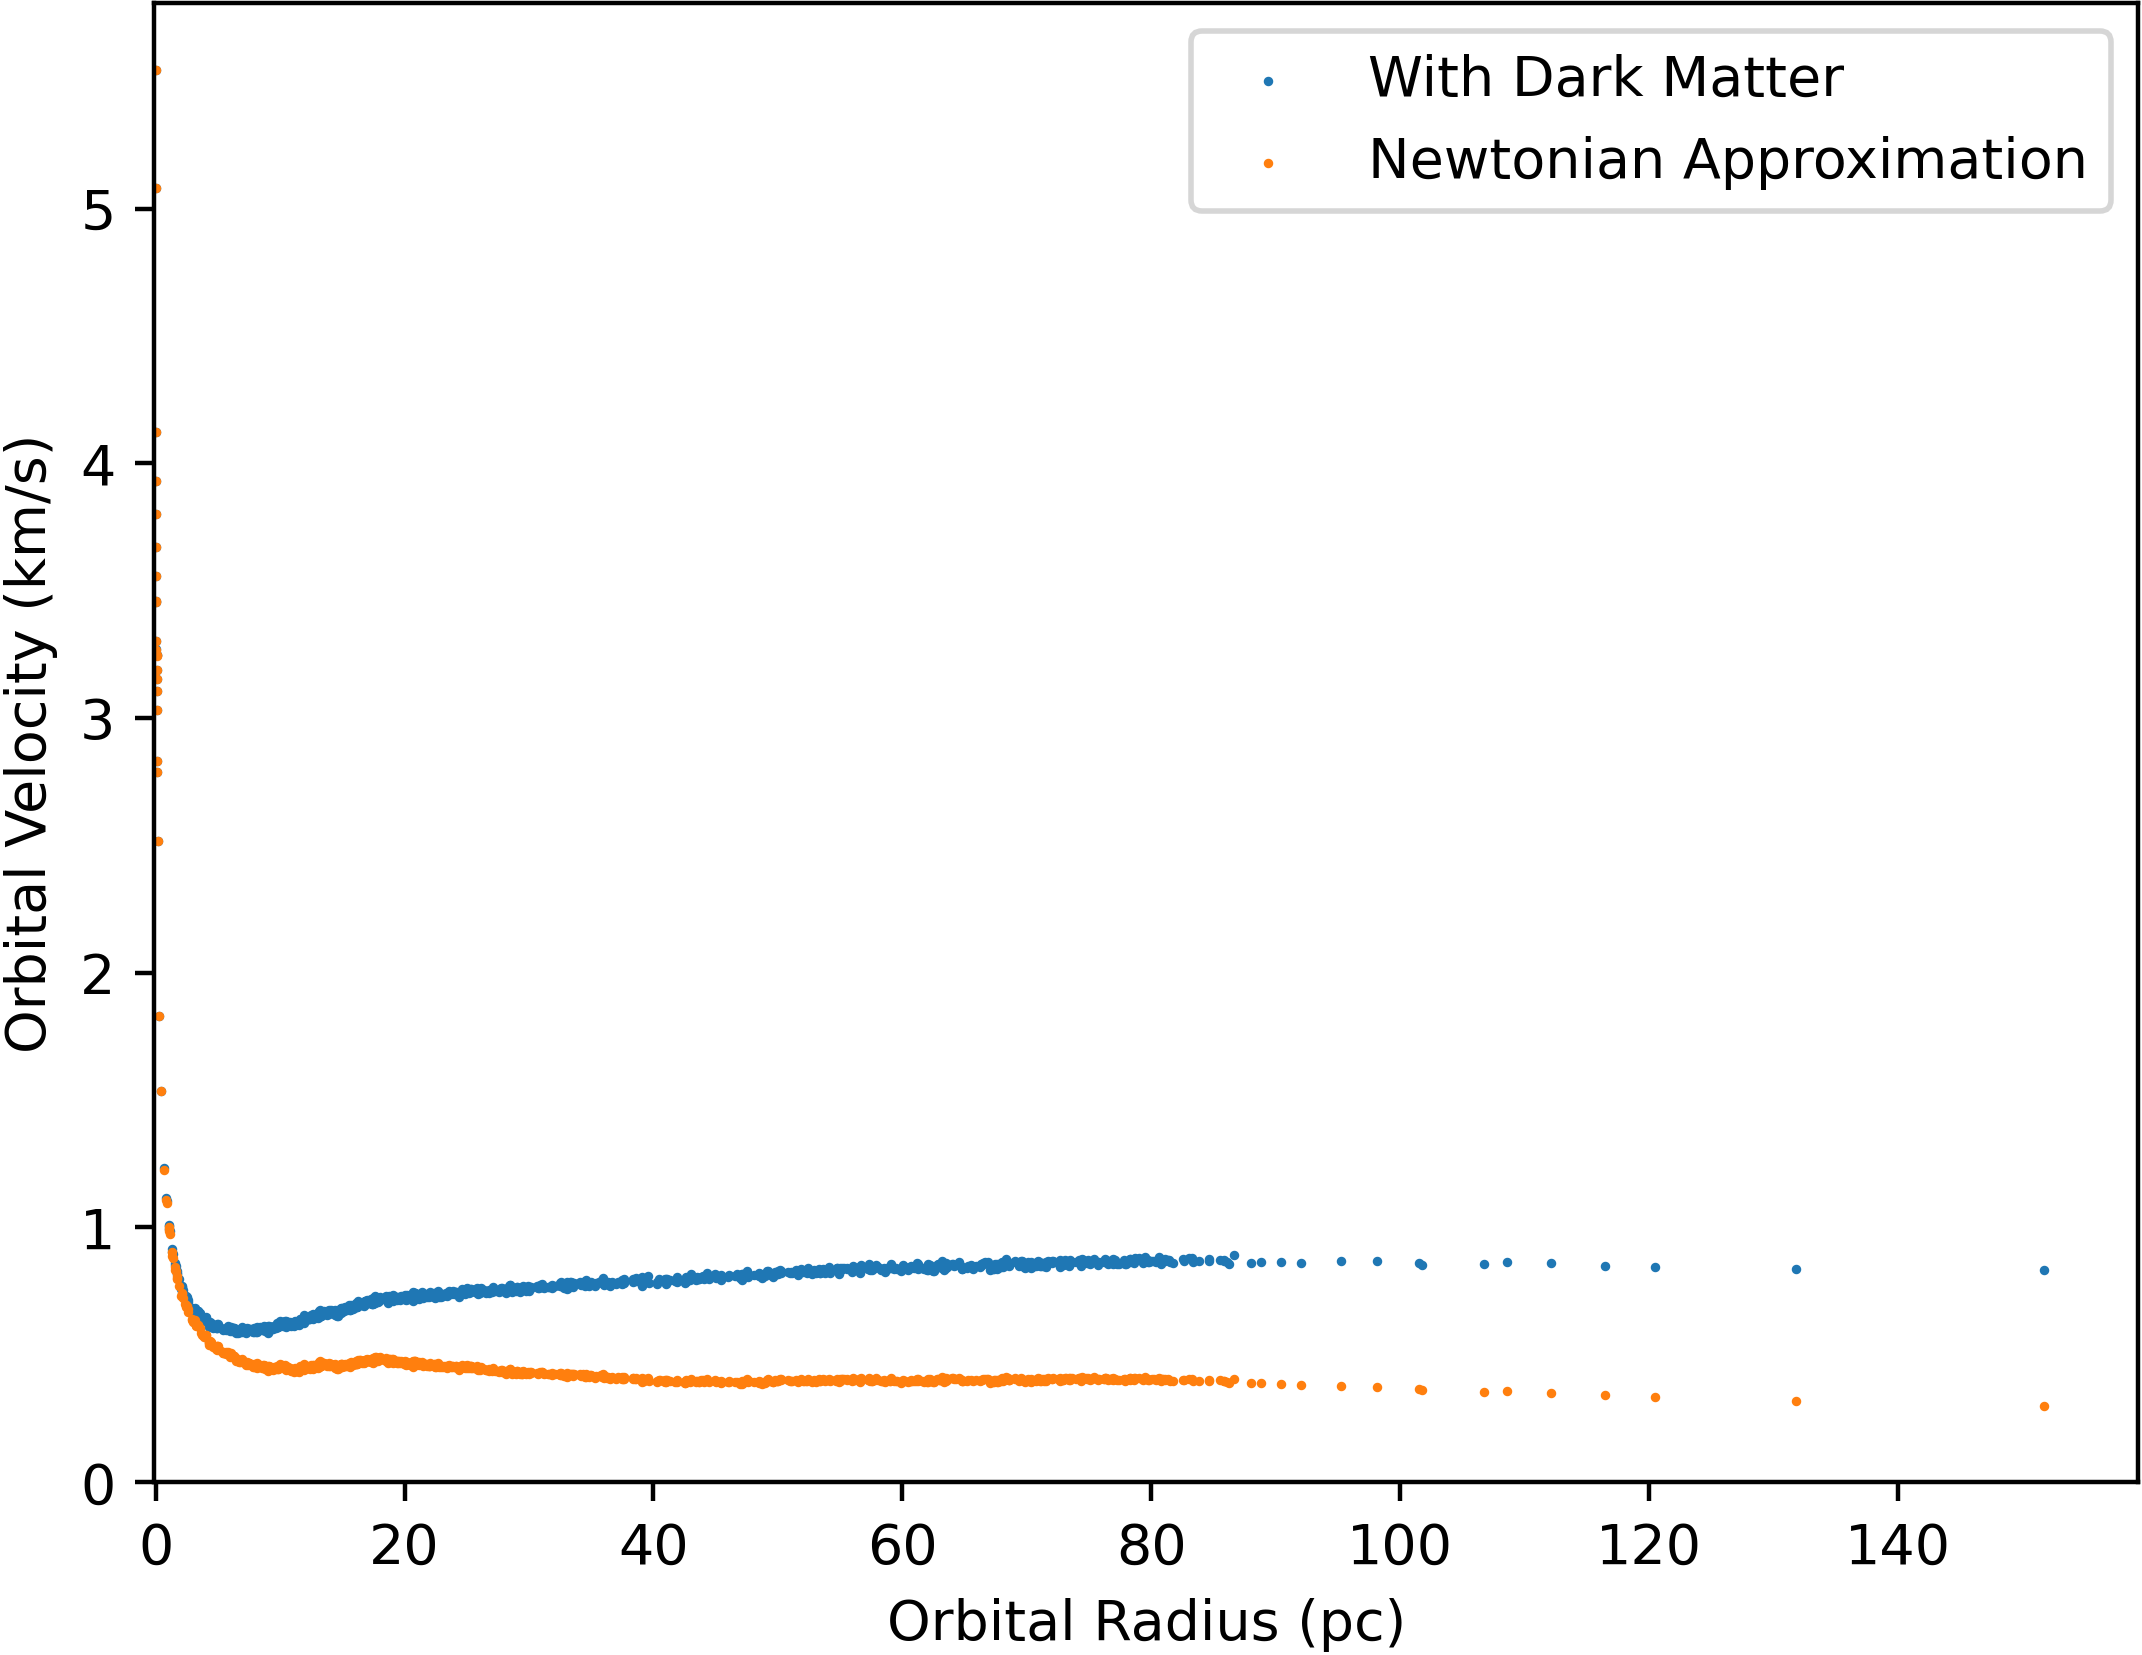 With Dark Matter
Newtonian Approximation
Orbital Velocity (km/s)
5
4
3
2
1
0
0 20 40 60 80 100 120 140
Orbital Radius (pc)